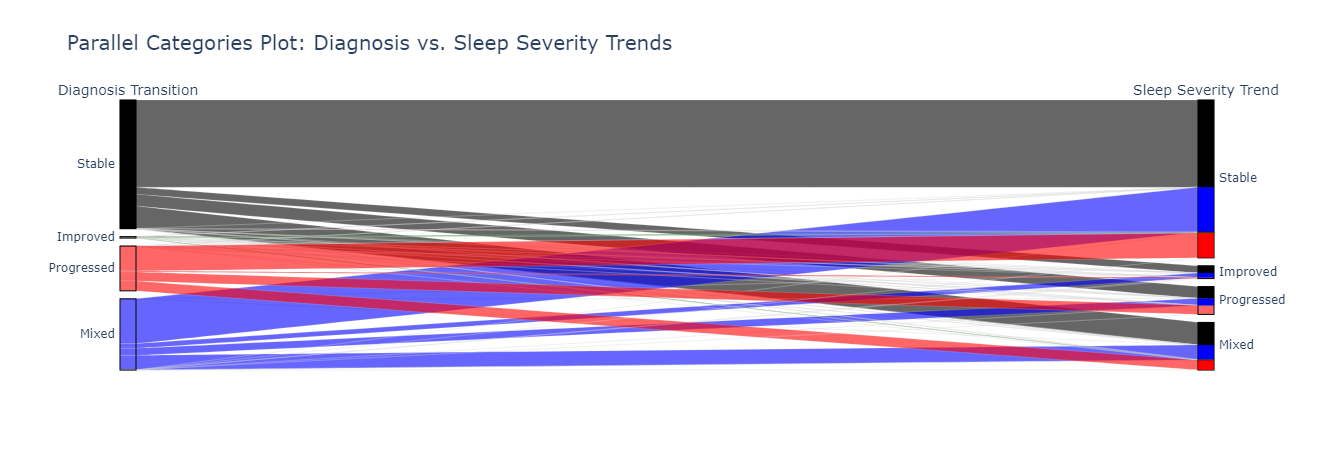 Parallel Categories Plot: Diagnosis vs. Sleep Severity Trends
Diagnosis Transition
Sleep Severity Trend
Stable
Improved
Progressed
Mixed
Stable
Improved
Progressed
Mixed